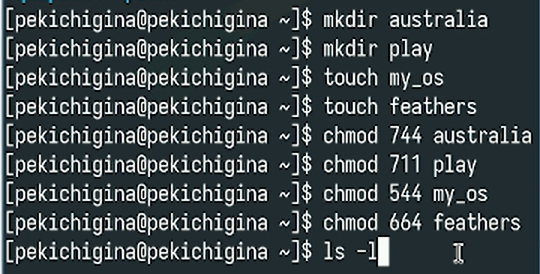 [pekichigina@pekichigina ~]$ mkdir australia
[pekichigina@pekichigina ~]$ mkdir play
[pekichigina@pekichigina ~]$ touch my_os
[pekichigina@pekichigina ~]$ touch feathers
[pekichigina@pekichigina ~]$ chmod 744 australia
[pekichigina@pekichigina ~]$ chmod 711 play
[pekichigina@pekichigina ~]$ chmod 544 my_os
[pekichigina@pekichigina ~]$ chmod 664 feathers
[pekichigina@pekichigina ~]$ ls -l